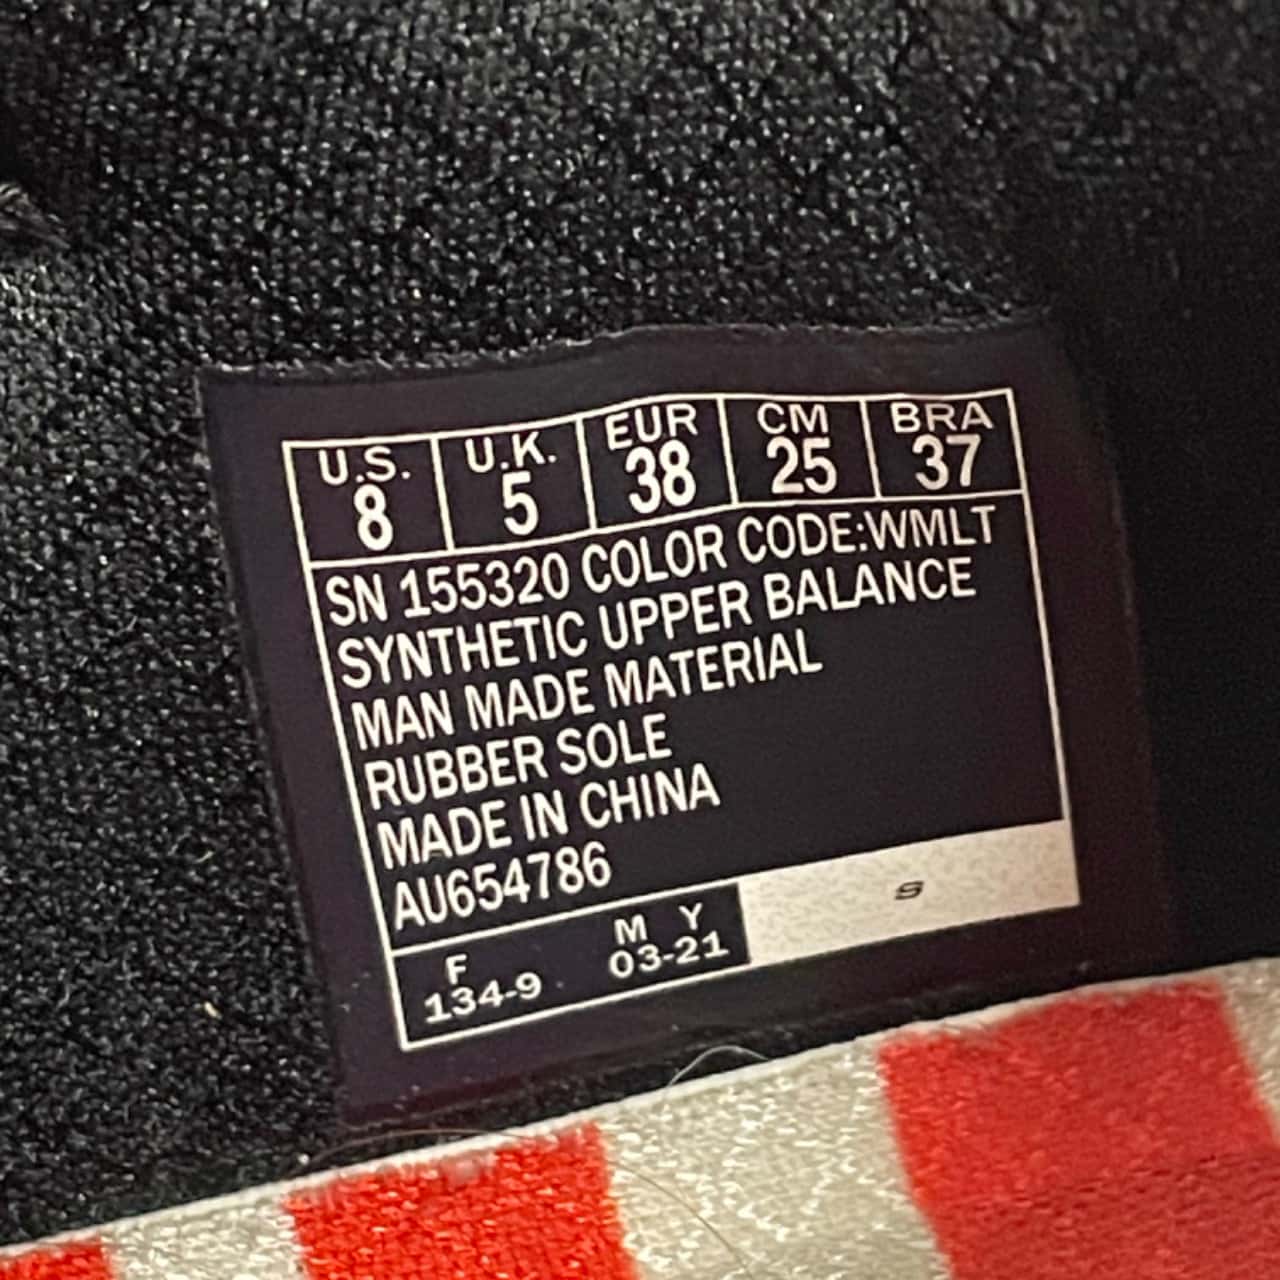 U.S. U.K. EUR CM BRA
8 5 38 25 37
SN 155320 COLOR CODE:WMLT
SYNTHETIC UPPER BALANCE
MAN MADE MATERIAL
RUBBER SOLE
MADE IN CHINA
AU654786
F M Y
134-9 03-21
S